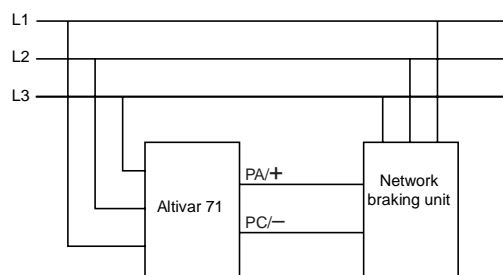 L1
L2
L3
PA/+
Altivar 71
PC/−
Network
braking unit